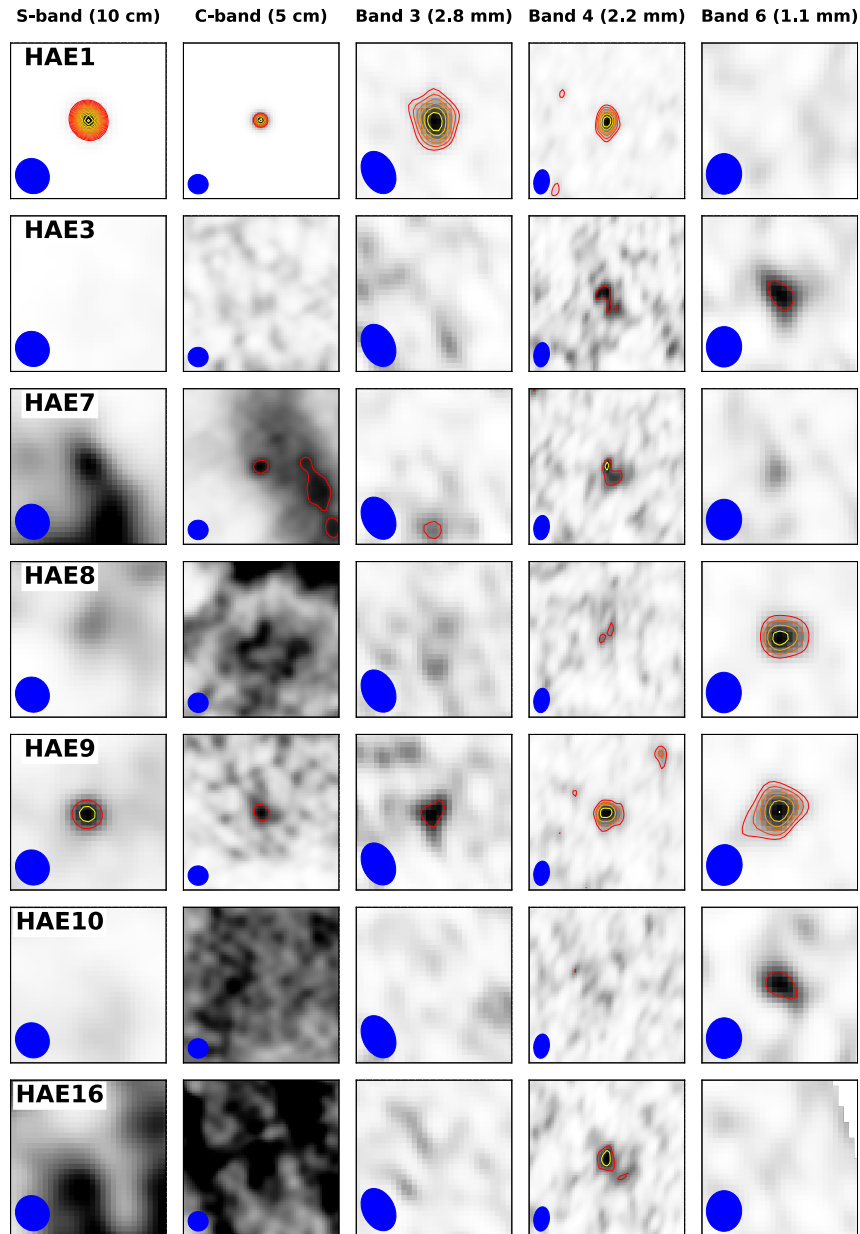 S-band (10 cm) C-band (5 cm) Band 3 (2.8 mm) Band 4 (2.2 mm) Band 6 (1.1 mm)
HAE1
HAE3
HAE7
HAE8
HAE9
HAE10
HAE16